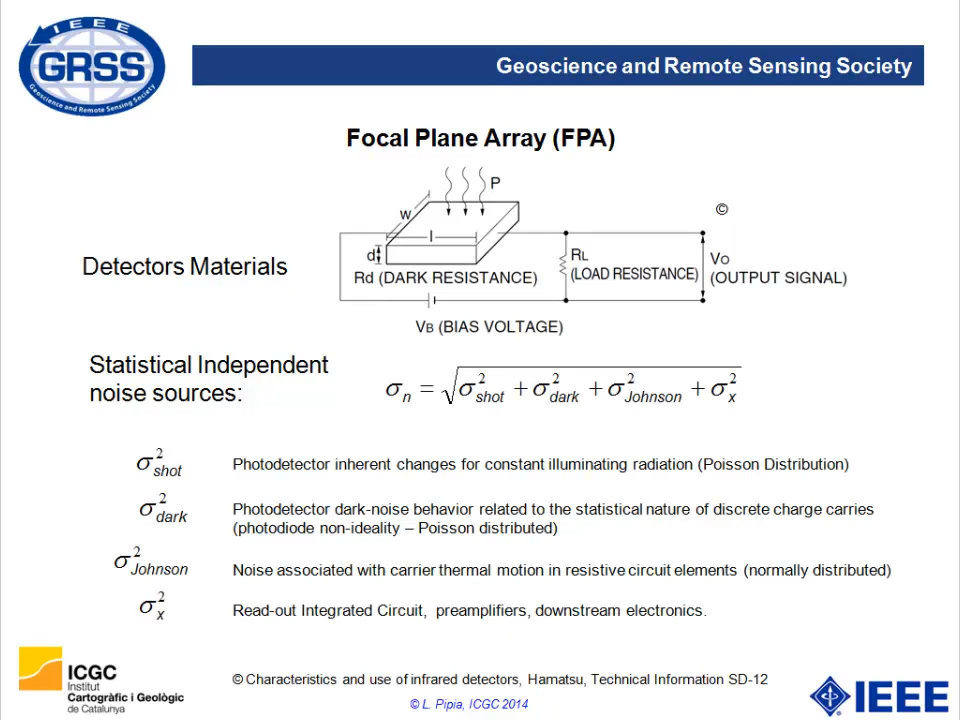 IEEE
GRSS
Geoscience and Remote Sensing Society
Geoscience and Remote Sensing Society
Focal Plane Array (FPA)
P
©
w
l
d
RL
(LOAD RESISTANCE)
Vo
(OUTPUT SIGNAL)
Detectors Materials
Rd (DARK RESISTANCE)
VB (BIAS VOLTAGE)
Statistical Independent
noise sources:
σn = √(σ²shot + σ²dark + σ²Johnson + σ²x)
σ²shot Photodetector inherent changes for constant illuminating radiation (Poisson Distribution)
σ²dark Photodetector dark-noise behavior related to the statistical nature of discrete charge carries
(photodiode non-ideality – Poisson distributed)
σ²Johnson Noise associated with carrier thermal motion in resistive circuit elements (normally distributed)
σ²x Read-out Integrated Circuit, preamplifiers, downstream electronics.
ICGC
Institut
Cartogràfic i Geològic
de Catalunya
© Characteristics and use of infrared detectors, Hamatsu, Technical Information SD-12
© L. Pipia, ICGC 2014
IEEE